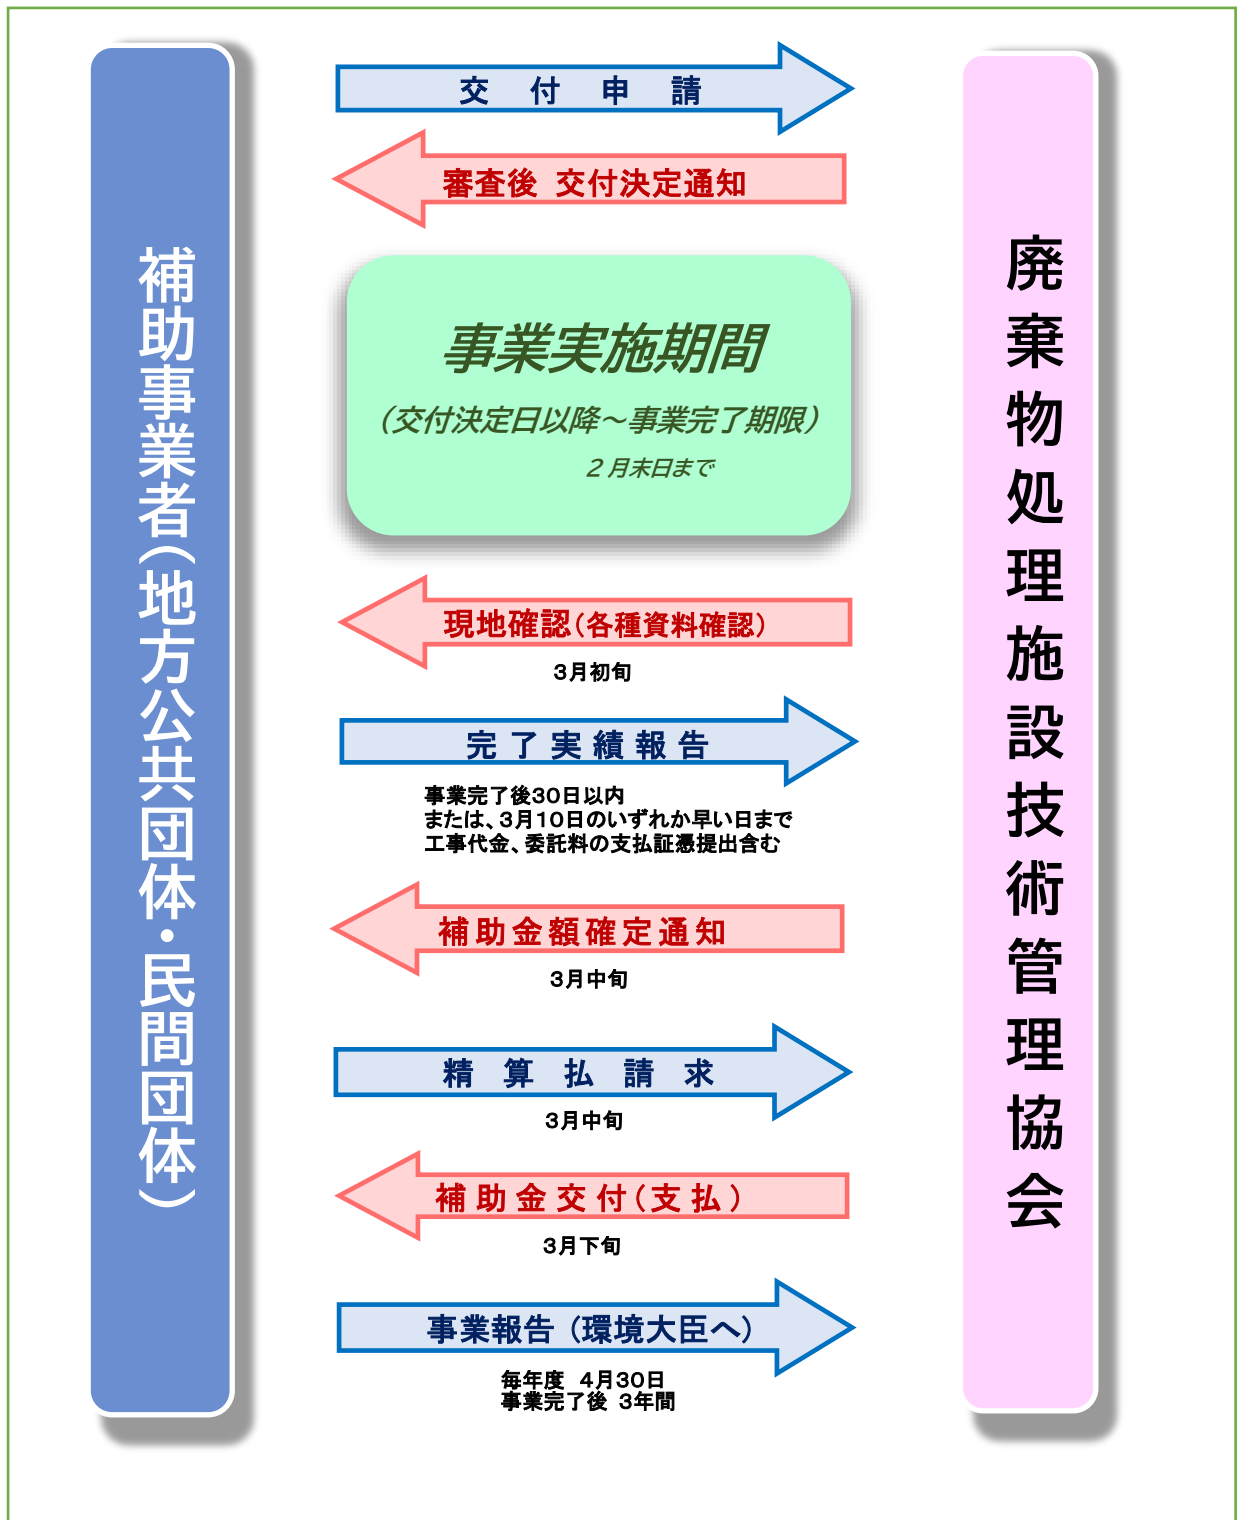 補助事業者(地方公共団体・民間団体)
交付申請
審査後 交付決定通知
事業実施期間
(交付決定日以降～事業完了期限)
2月末日まで
現地確認(各種資料確認)
3月初旬
完了実績報告
事業完了後30日以内
または、3月10日のいずれか早い日まで
工事代金、委託料の支払証憑提出含む
補助金額確定通知
3月中旬
精算払請求
3月中旬
補助金交付(支払)
3月下旬
事業報告(環境大臣へ)
毎年度 4月30日
事業完了後 3年間
廃棄物処理施設技術管理協会